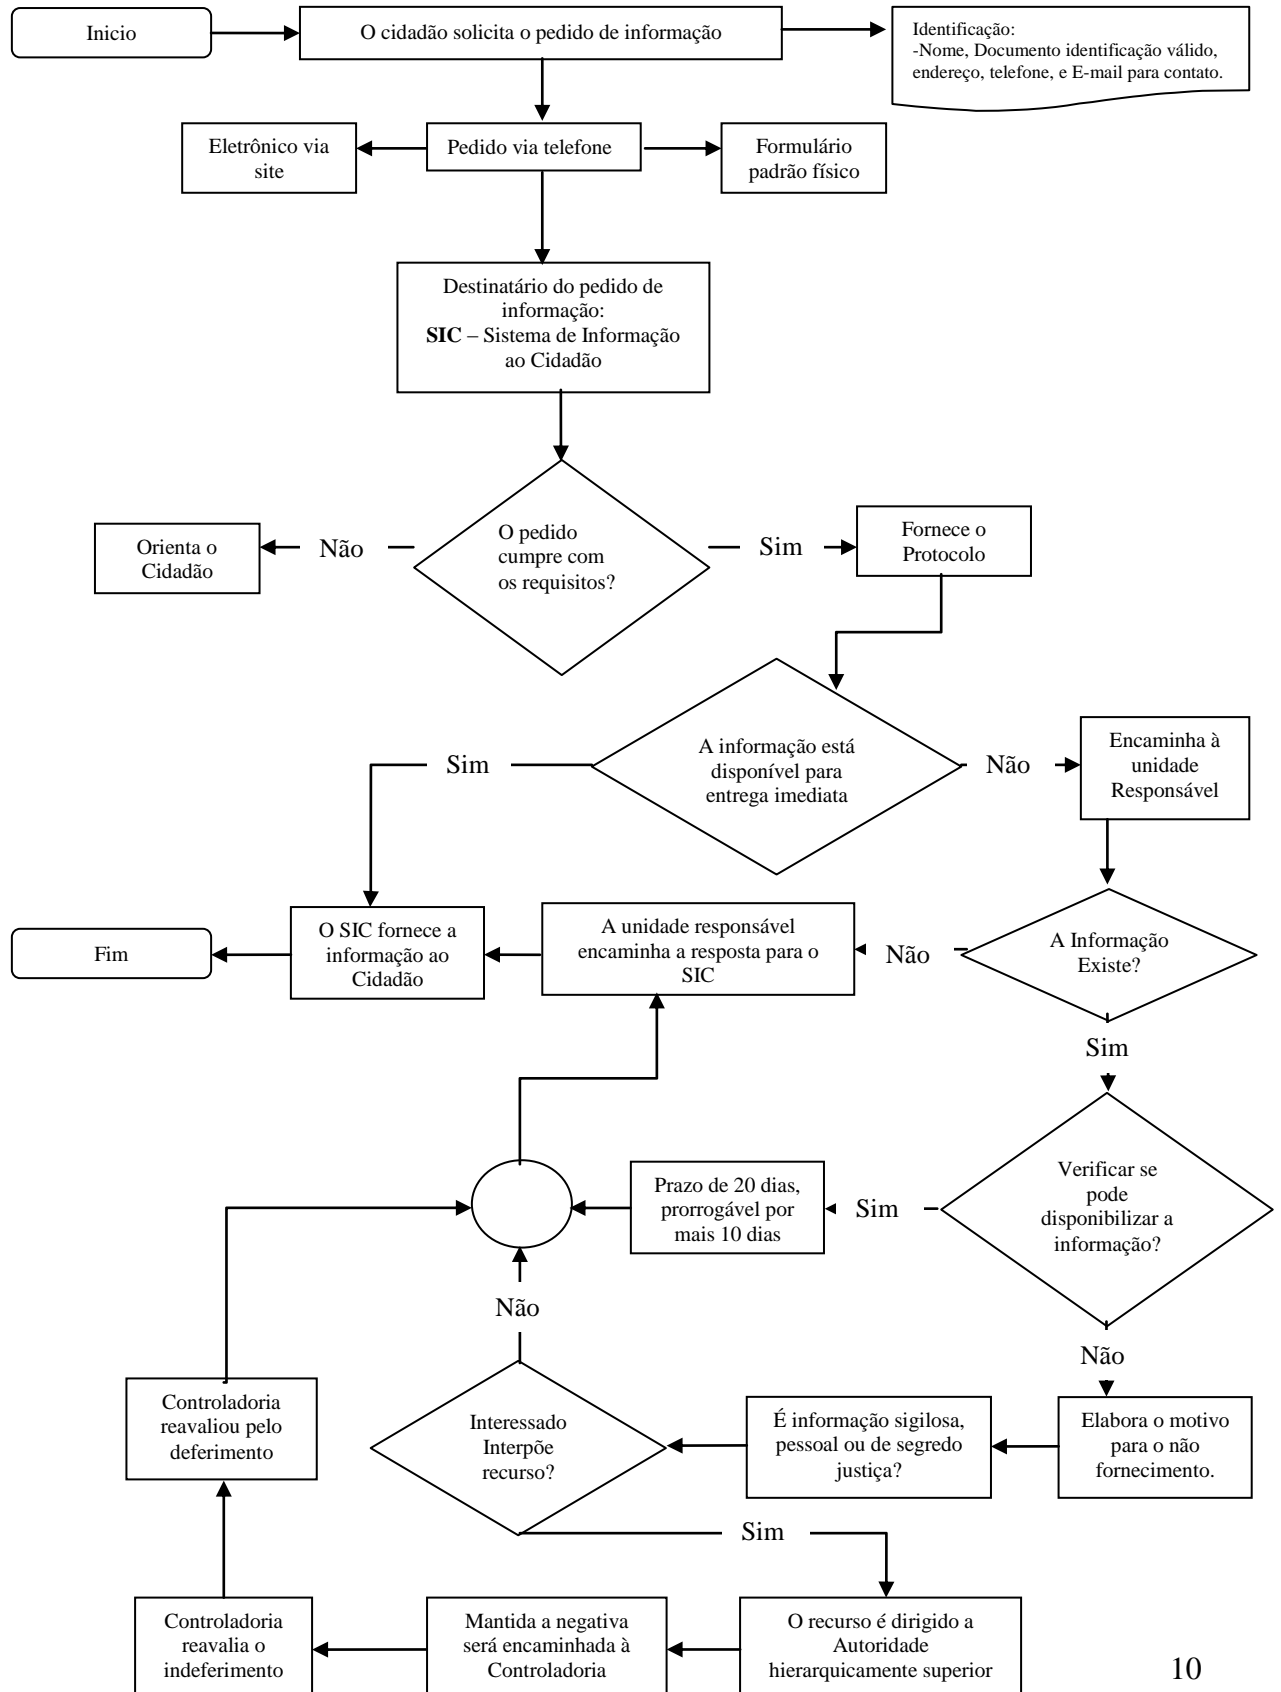 Inicio
O cidadão solicita o pedido de informação
Identificação:
-Nome, Documento identificação válido,
endereço, telefone, e E-mail para contato.
Eletrônico via
site
Pedido via telefone
Formulário
padrão físico
Destinatário do pedido de
informação:
SIC – Sistema de Informação
ao Cidadão
O pedido
cumpre com
os requisitos?
Não
Orienta o
Cidadão
Sim
Fornece o
Protocolo
A informação está
disponível para
entrega imediata
Sim
Não
Encaminha à
unidade
Responsável
Fim
O SIC fornece a
informação ao
Cidadão
A unidade responsável
encaminha a resposta para o
SIC
Não
A Informação
Existe?
Sim
Verificar se
pode
disponibilizar a
informação?
Sim
Prazo de 20 dias,
prorrogável por
mais 10 dias
Não
Não
Controladoria
reavaliou pelo
deferimento
Interessado
Interpõe
recurso?
É informação sigilosa,
pessoal ou de segredo
justiça?
Elabora o motivo
para o não
fornecimento.
Sim
Controladoria
reavalia o
indeferimento
Mantida a negativa
será encaminhada à
Controladoria
O recurso é dirigido a
Autoridade
hierarquicamente superior
10